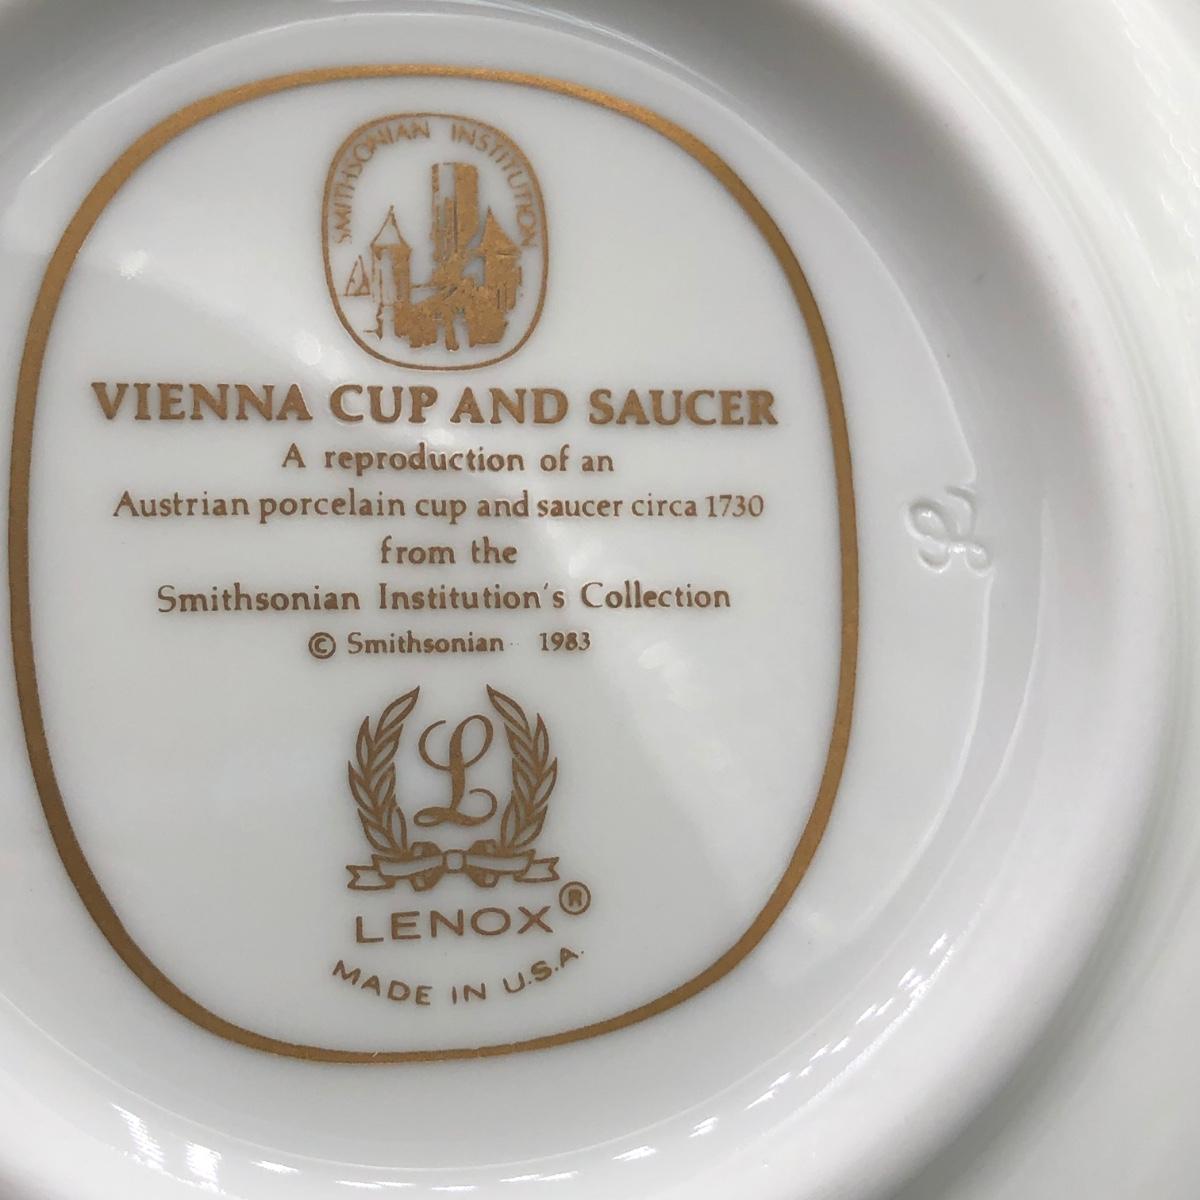 SMITHSONIAN INSTITUTION
VIENNA CUP AND SAUCER
A reproduction of an
Austrian porcelain cup and saucer circa 1730
from the
Smithsonian Institution's Collection
© Smithsonian 1983
L
LENOX®
MADE IN U.S.A.